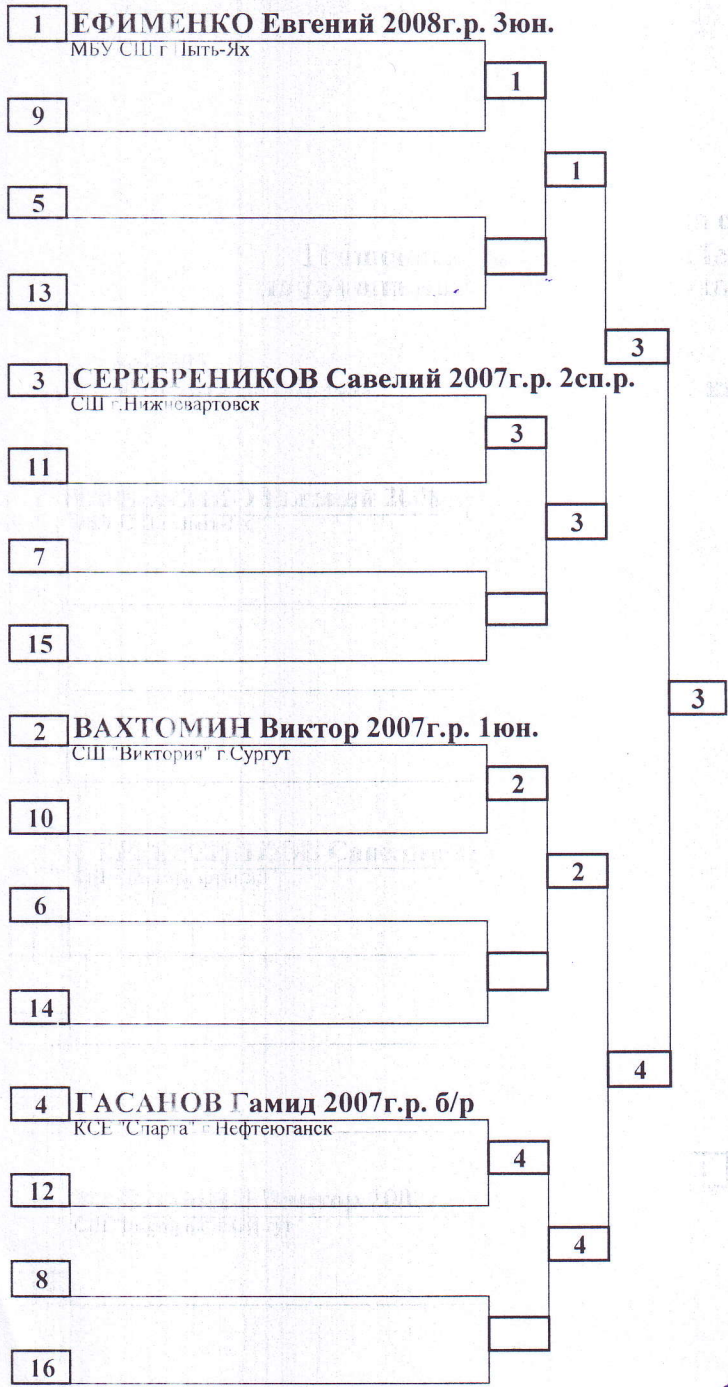 1 ЕФИМЕНКО Евгений 2008г.р. 3юн.
МБУ СШ г Пыть-Ях
1
9
1
5
13
3
3 СЕРЕБРЕНИКОВ Савелий 2007г.р. 2сп.р.
СШ г.Нижневартовск
3
11
3
7
15
3
2 ВАХТОМИН Виктор 2007г.р. 1юн.
СШ "Виктория" г.Сургут
2
10
2
6
14
4
4 ГАСАНОВ Гамид 2007г.р. б/р
КСЕ "Спарта" г Нефтеюганск
4
12
4
8
16